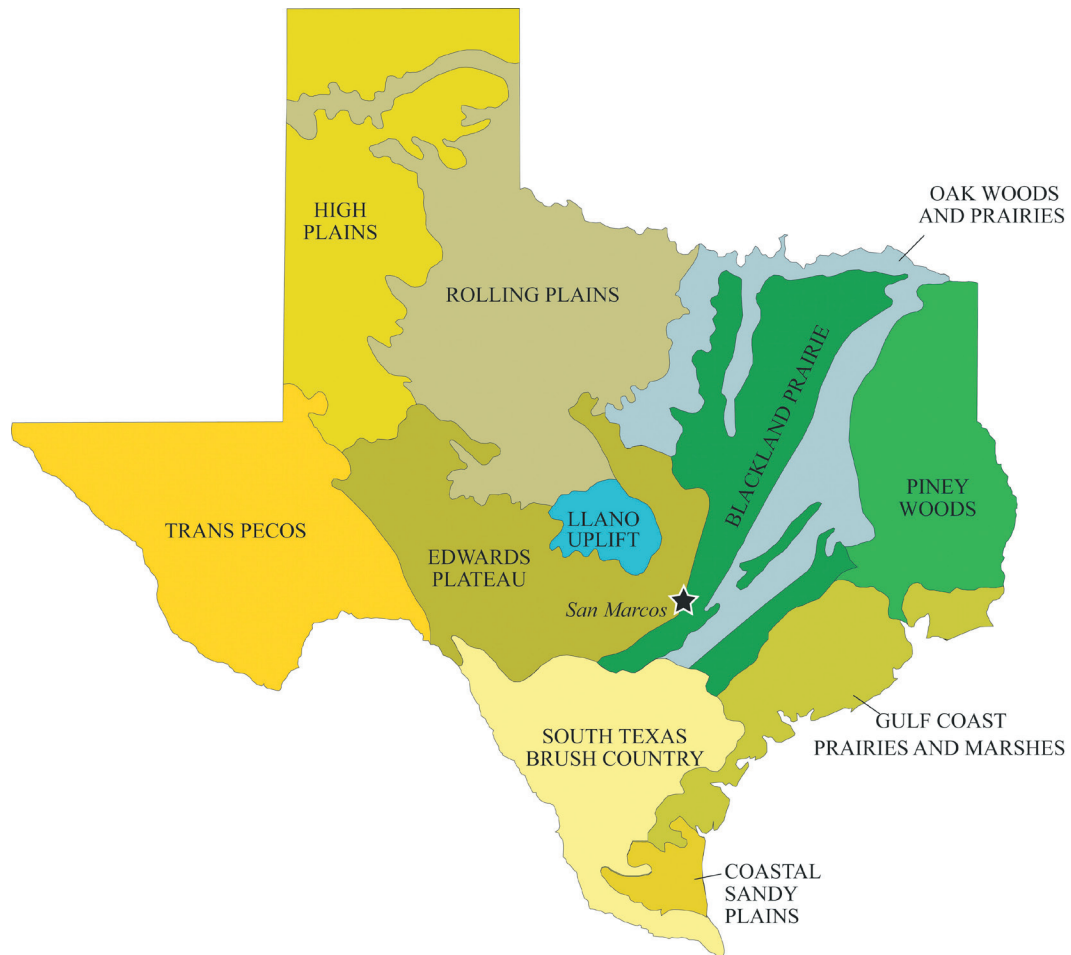 OAK WOODS
AND PRAIRIES
HIGH
PLAINS
ROLLING PLAINS
BLACKLAND PRAIRIE
PINEY
WOODS
LLANO
UPLIFT
TRANS PECOS
EDWARDS
PLATEAU
San Marcos
GULF COAST
PRAIRIES AND MARSHES
SOUTH TEXAS
BRUSH COUNTRY
COASTAL
SANDY
PLAINS